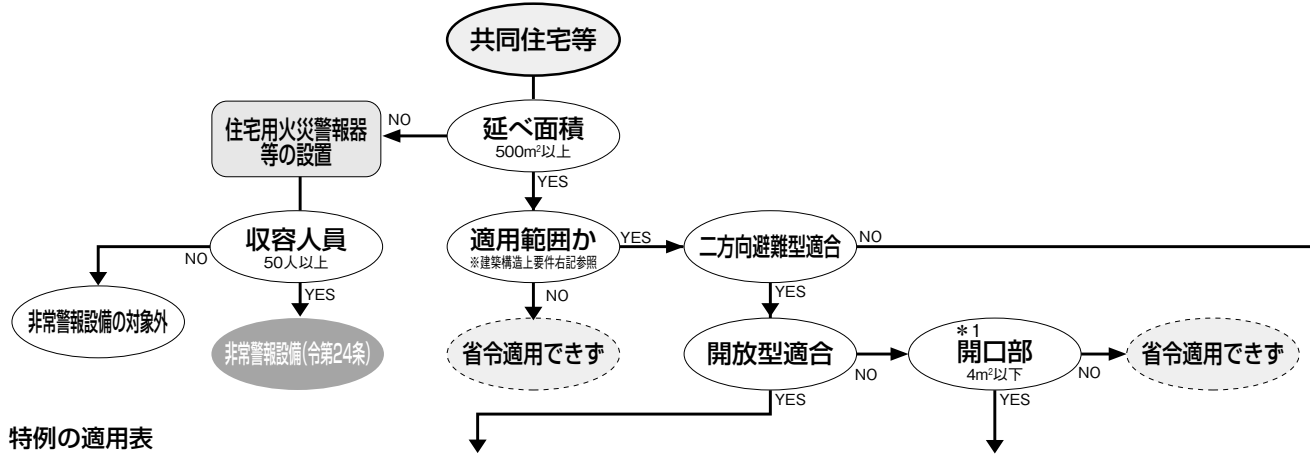 共同住宅等
延べ面積
500m²以上
NO
住宅用火災警報器
等の設置
YES
収容人員
50人以上
適用範囲か
※建築構造上要件右記参照
YES
二方向避難型適合
NO
NO
YES
NO
YES
非常警報設備の対象外
非常警報設備(令第24条)
省令適用できず
開放型適合
NO
＊1
開口部
4m²以下
NO
省令適用できず
YES
YES
特例の適用表